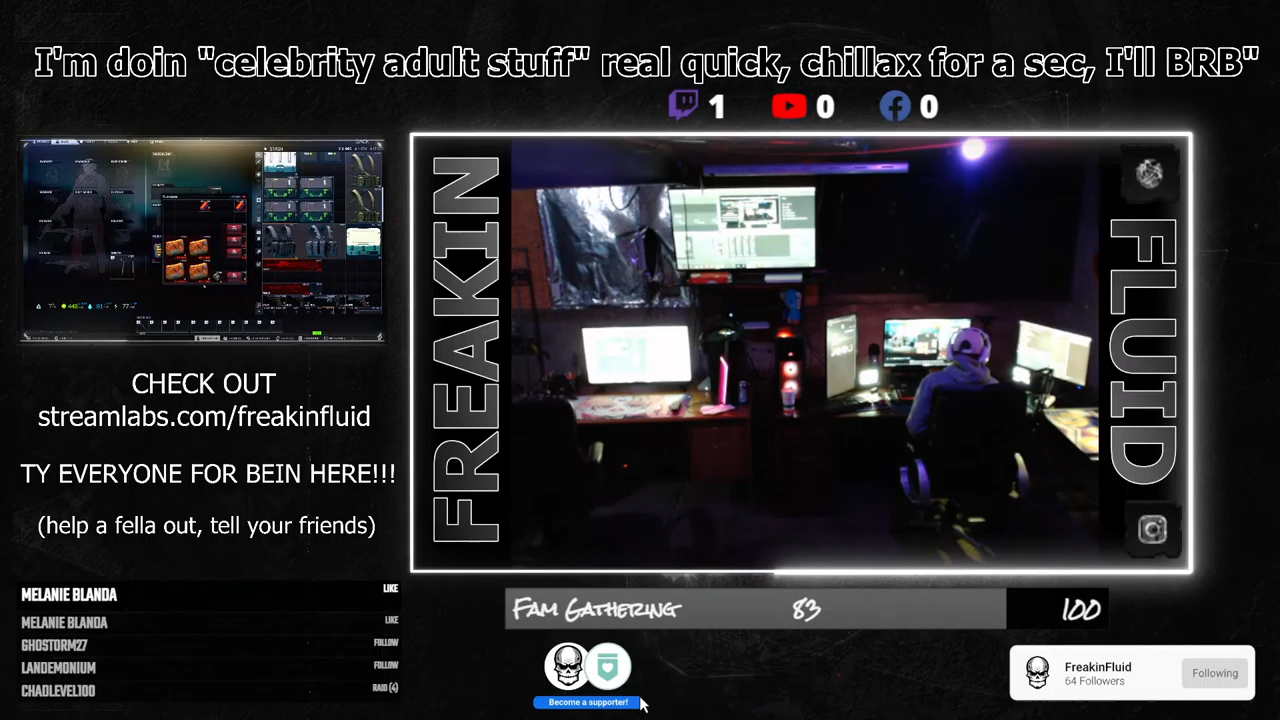 I'm doin "celebrity adult stuff" real quick, chillax for a sec, I'll BRB"
1
0
0
FREAKIN
FLUID
CHECK OUT
streamlabs.com/freakinfluid
TY EVERYONE FOR BEIN HERE!!!
(help a fella out, tell your friends)
MELANIE BLANDA LIKE
MELANIE BLANDA LIKE
GHOSTORM27 FOLLOW
LANDEMONIUM FOLLOW
CHADLEVEL100 RAID (4)
FAM GATHERING 83 100
Become a supporter!
FreakinFluid
64 Followers
Following